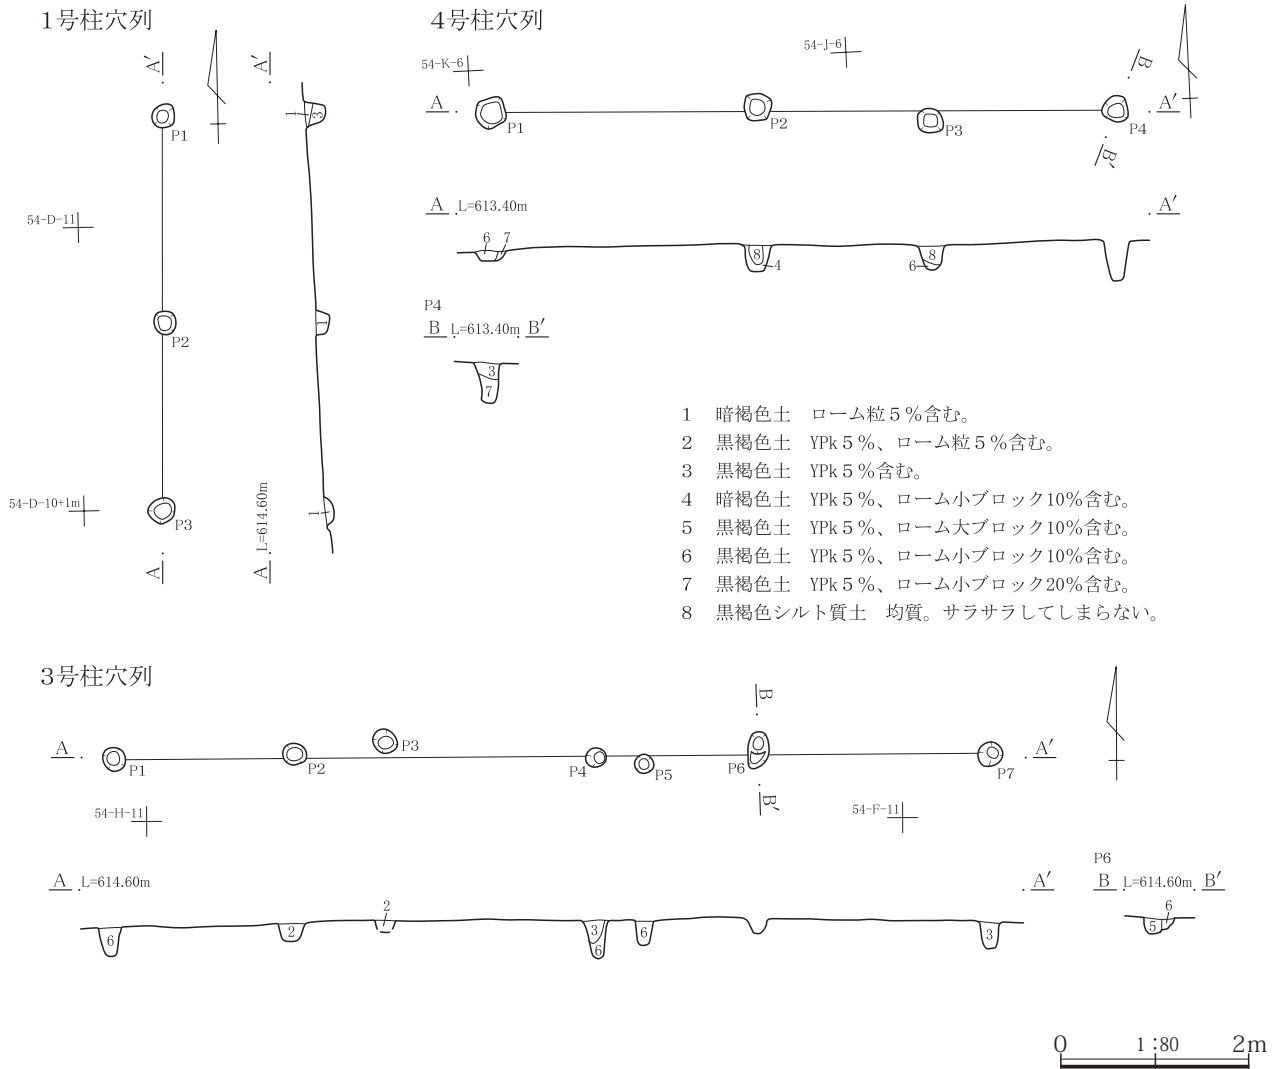 1号柱穴列
A′
A′
P1
1
3
54-D-11
P2
1
54-D-10+1m
P3
L=614.60m
1
A
A
4号柱穴列
54-K-6
54-J-6
B
A
P1
P2
P3
P4
A′
B′
A
L=613.40m
A′
6
7
8
4
8
6
P4
B
L=613.40m
B′
3
7
1 暗褐色土 ローム粒5%含む。
2 黒褐色土 YPk5%、ローム粒5%含む。
3 黒褐色土 YPk5%含む。
4 暗褐色土 YPk5%、ローム小ブロック10%含む。
5 黒褐色土 YPk5%、ローム大ブロック10%含む。
6 黒褐色土 YPk5%、ローム小ブロック10%含む。
7 黒褐色土 YPk5%、ローム小ブロック20%含む。
8 黒褐色シルト質土 均質。サラサラしてしまらない。
3号柱穴列
B
A
P1
P2
P3
P4
P5
P6
P7
A′
B′
54-H-11
54-F-11
A
L=614.60m
A′
6
2
2
3
6
6
3
P6
B
L=614.60m
B′
6
5
0 1:80 2m